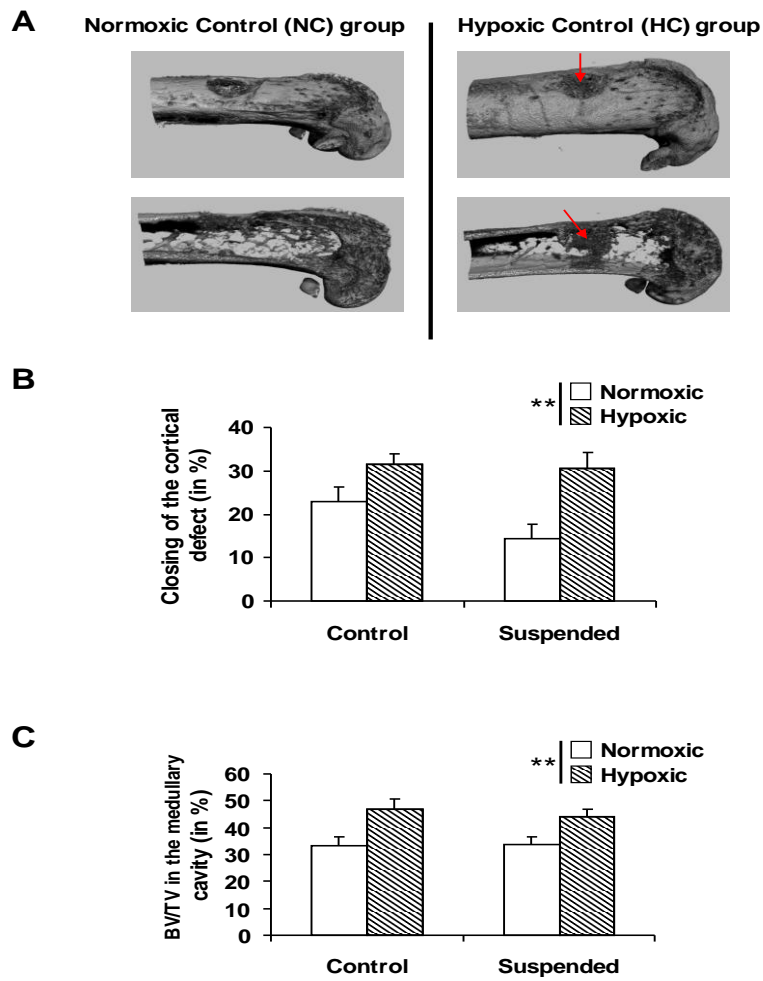 A
Normoxic Control (NC) group
Hypoxic Control (HC) group
B
**
Normoxic
Hypoxic
Closing of the cortical
defect (in %)
40
30
20
10
0
Control
Suspended
C
**
Normoxic
Hypoxic
BV/TV in the medullary
cavity (in %)
60
50
40
30
20
10
0
Control
Suspended